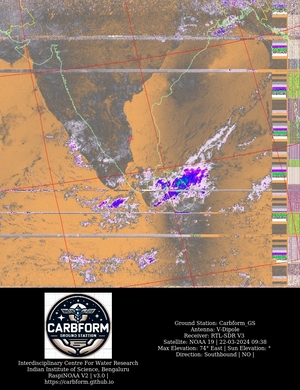 CARBFORM
GROUND STATION
Interdisciplinary Centre For Water Research
Indian Institute of Science, Bengaluru
RaspiNOAA V2 | v3.0 |
https://carbform.github.io
Ground Station: Carbform_GS
Antenna: V-Dipole
Receiver: RTL-SDR V3
Satellite: NOAA 19 | 22-03-2024 09:38
Max Elevation: 74° East | Sun Elevation: °
Direction: Southbound | NO |